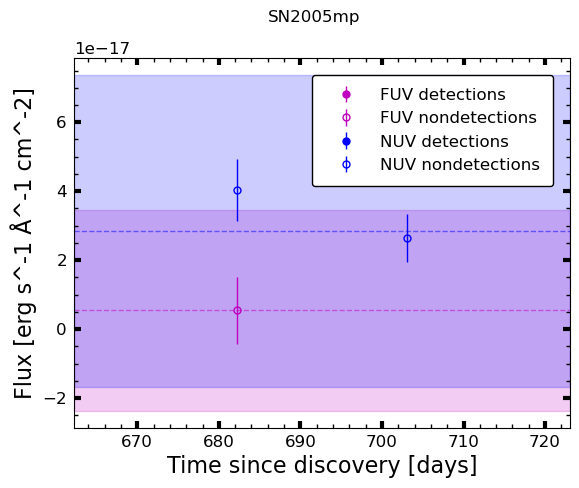 SN2005mp
1e−17
FUV detections
FUV nondetections
NUV detections
NUV nondetections
6
4
2
0
−2
Flux [erg s^-1 Å^-1 cm^-2]
670 680 690 700 710 720
Time since discovery [days]